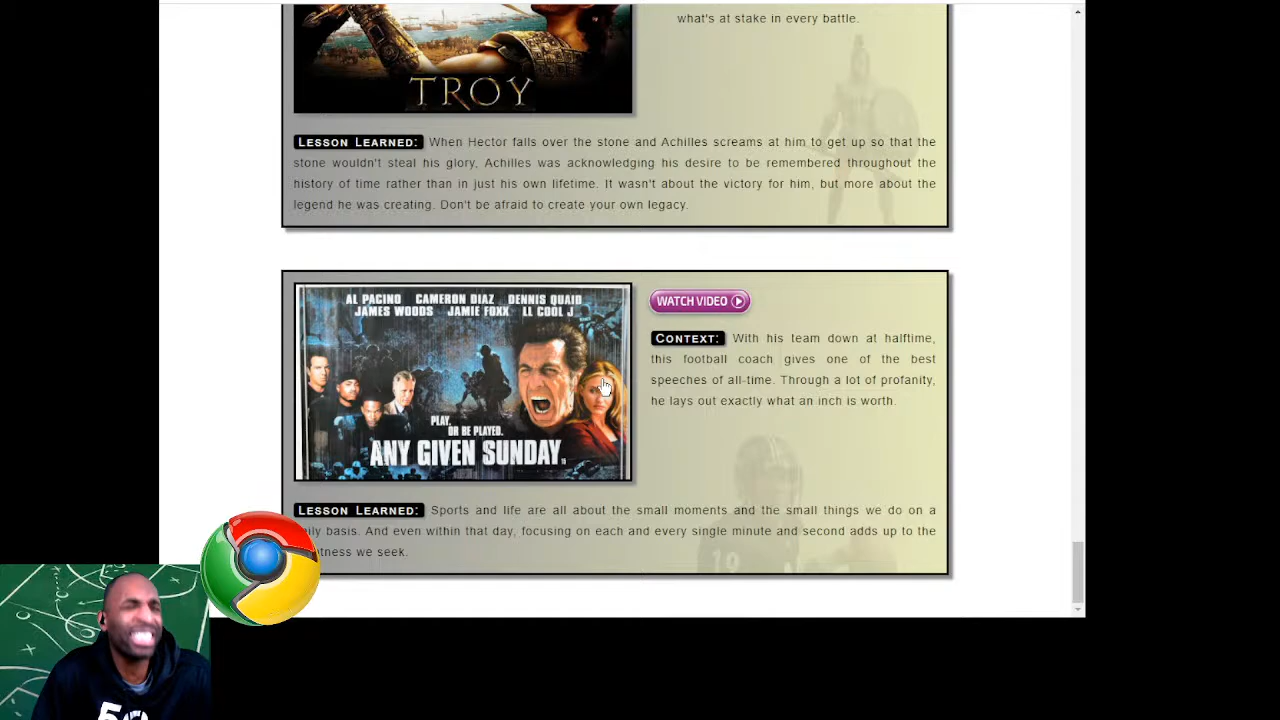 what's at stake in every battle.
TROY
LESSON LEARNED: When Hector falls over the stone and Achilles screams at him to get up so that the
stone wouldn't steal his glory, Achilles was acknowledging his desire to be remembered throughout the
history of time rather than in just his own lifetime. It wasn't about the victory for him, but more about the
legend he was creating. Don't be afraid to create your own legacy.
AL PACINO CAMERON DIAZ DENNIS QUAID
JAMES WOODS JAMIE FOXX LL COOL J
PLAY.
OR BE PLAYED.
ANY GIVEN SUNDAY
WATCH VIDEO
CONTEXT: With his team down at halftime,
this football coach gives one of the best
speeches of all-time. Through a lot of profanity,
he lays out exactly what an inch is worth.
LESSON LEARNED: Sports and life are all about the small moments and the small things we do on a
basis. And even within that day, focusing on each and every single minute and second adds up to the
we seek.
19